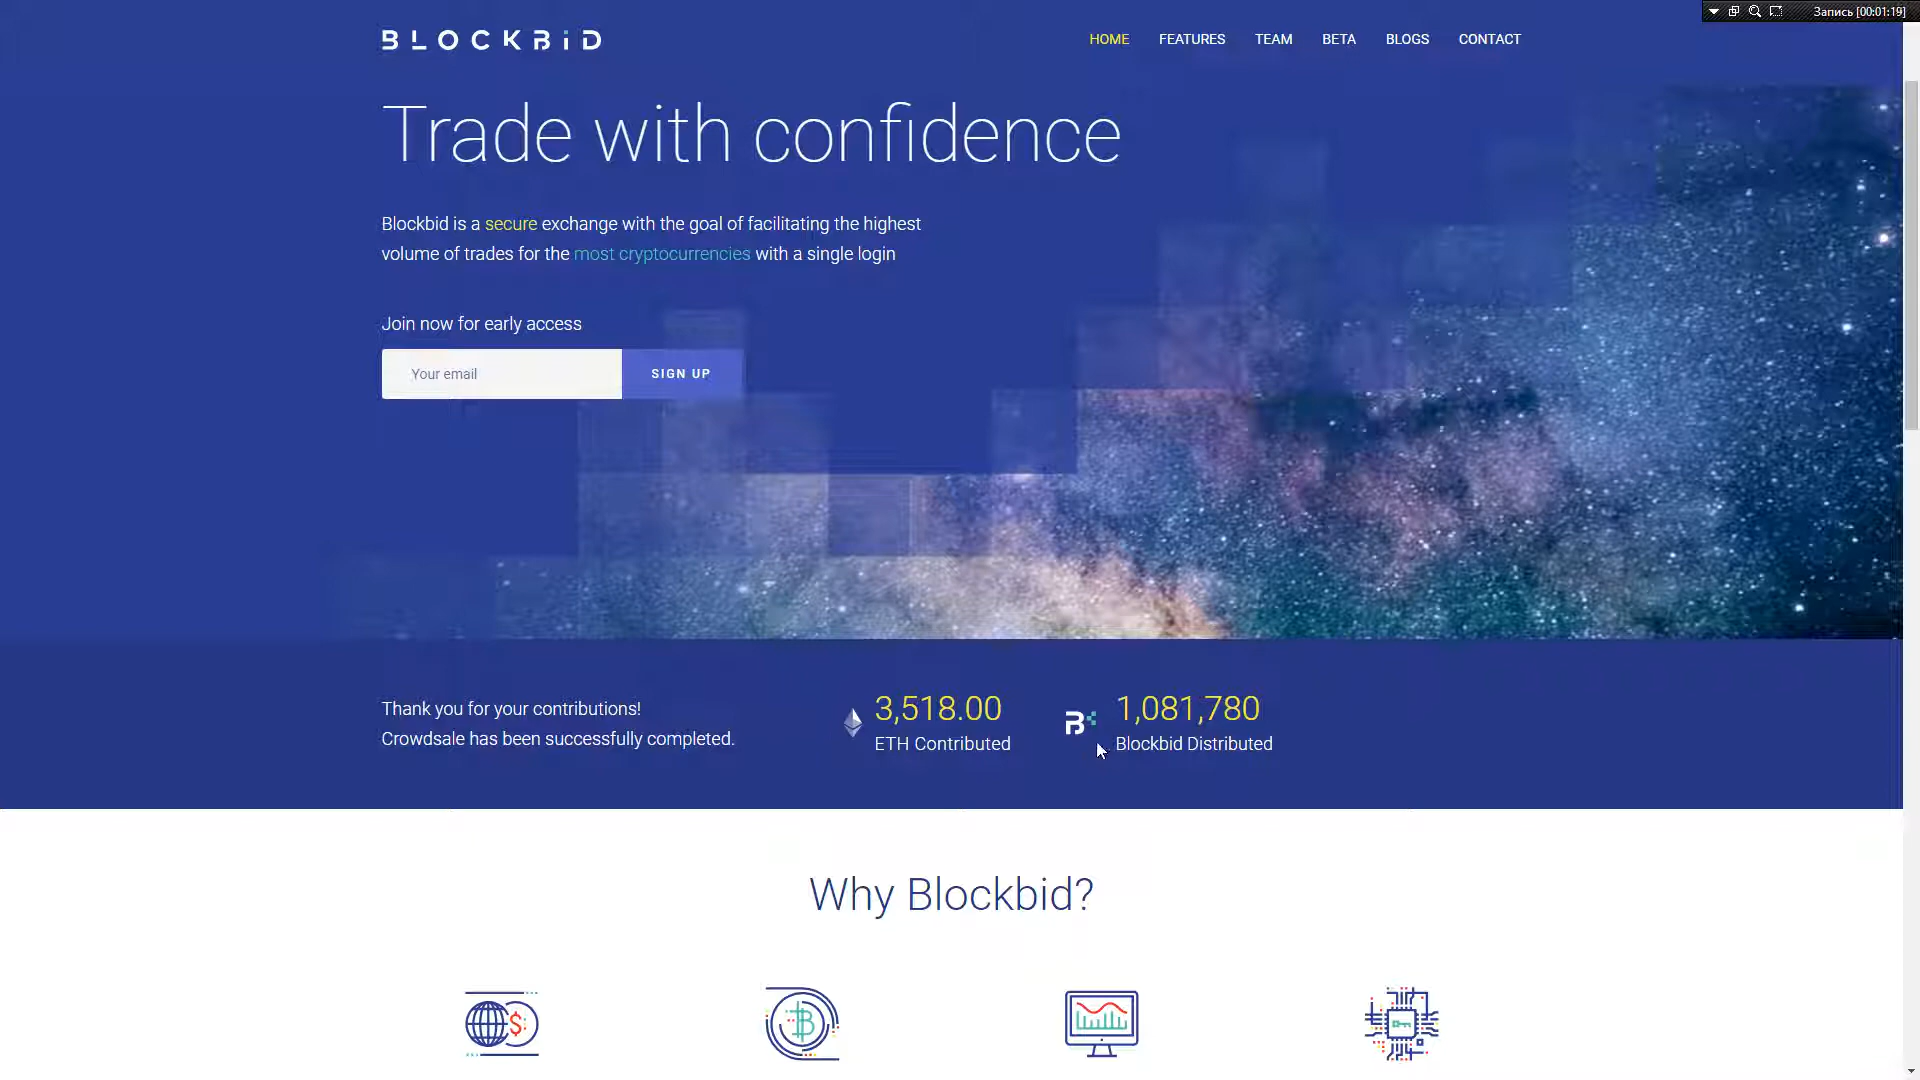 Запись [00:01:19]
BLOCKBID
HOME FEATURES TEAM BETA BLOGS CONTACT
Trade with confidence
Blockbid is a secure exchange with the goal of facilitating the highest
volume of trades for the most cryptocurrencies with a single login
Join now for early access
Your email SIGN UP
Thank you for your contributions!
Crowdsale has been successfully completed.
3,518.00
ETH Contributed
1,081,780
Blockbid Distributed
Why Blockbid?